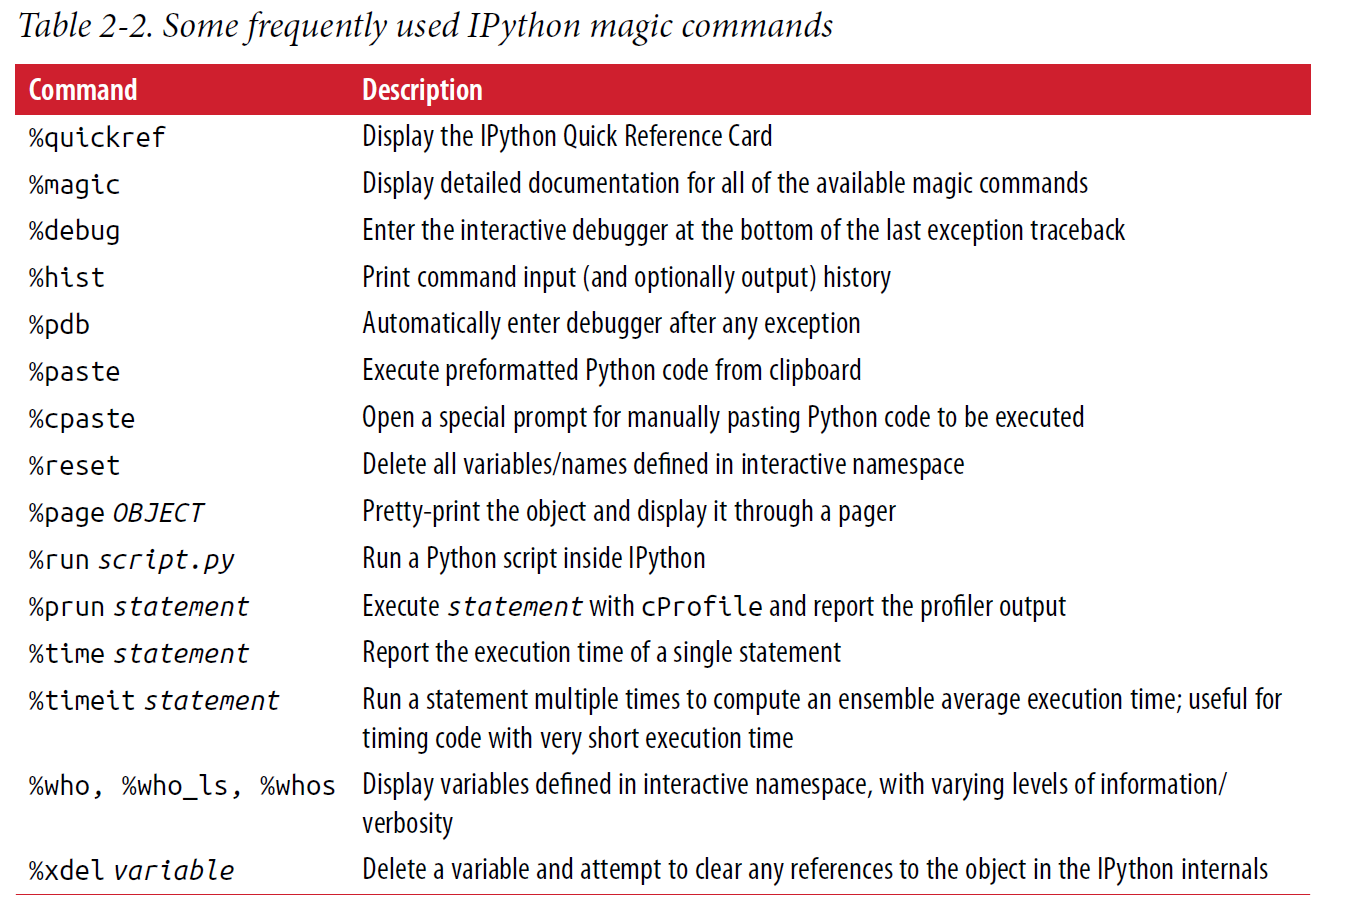 Table 2-2. Some frequently used IPython magic commands
Command Description
%quickref Display the IPython Quick Reference Card
%magic Display detailed documentation for all of the available magic commands
%debug Enter the interactive debugger at the bottom of the last exception traceback
%hist Print command input (and optionally output) history
%pdb Automatically enter debugger after any exception
%paste Execute preformatted Python code from clipboard
%cpaste Open a special prompt for manually pasting Python code to be executed
%reset Delete all variables/names defined in interactive namespace
%page OBJECT Pretty-print the object and display it through a pager
%run script.py Run a Python script inside IPython
%prun statement Execute statement with cProfile and report the profiler output
%time statement Report the execution time of a single statement
%timeit statement Run a statement multiple times to compute an ensemble average execution time; useful for
timing code with very short execution time
%who, %who_ls, %whos Display variables defined in interactive namespace, with varying levels of information/
verbosity
%xdel variable Delete a variable and attempt to clear any references to the object in the IPython internals